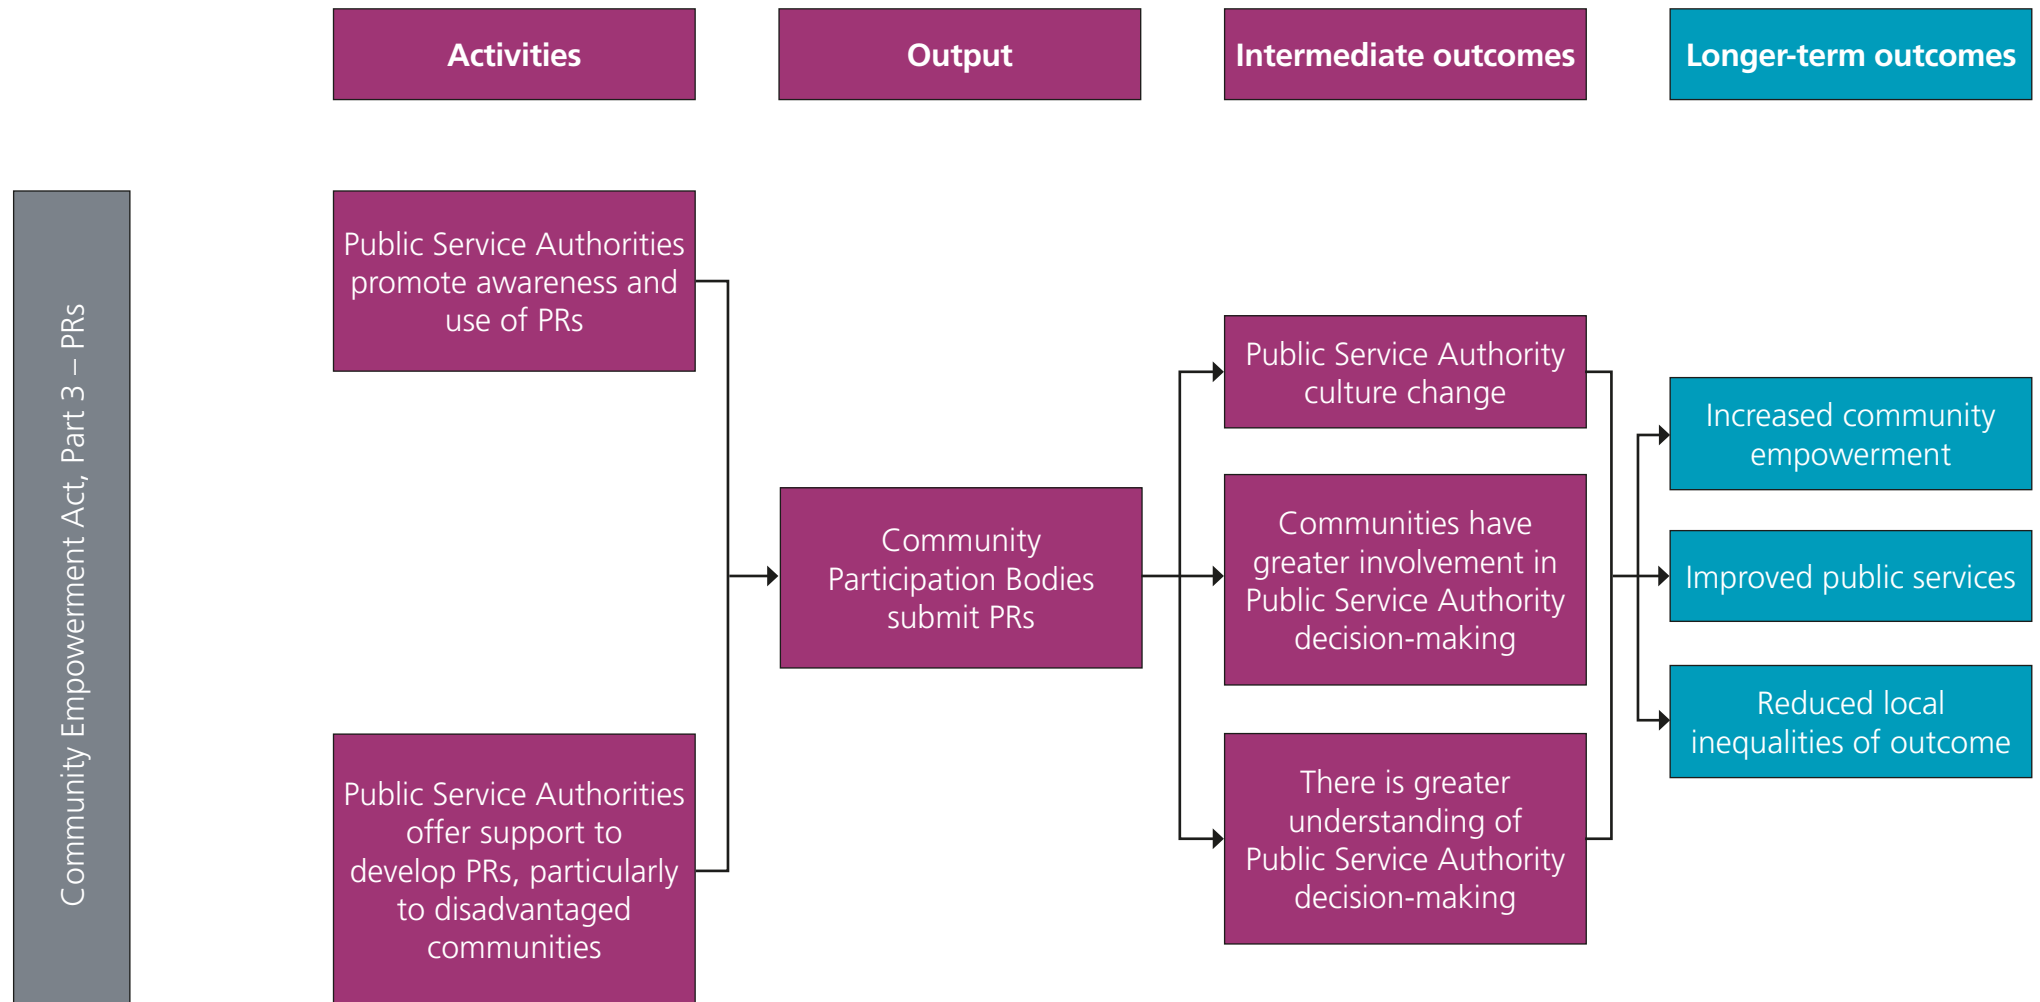 Activities
Output
Intermediate outcomes
Longer-term outcomes
Community Empowerment Act, Part 3 – PRs
Public Service Authorities
promote awareness and
use of PRs
Public Service Authorities
offer support to
develop PRs, particularly
to disadvantaged
communities
Community
Participation Bodies
submit PRs
Public Service Authority
culture change
Communities have
greater involvement in
Public Service Authority
decision-making
There is greater
understanding of
Public Service Authority
decision-making
Increased community
empowerment
Improved public services
Reduced local
inequalities of outcome